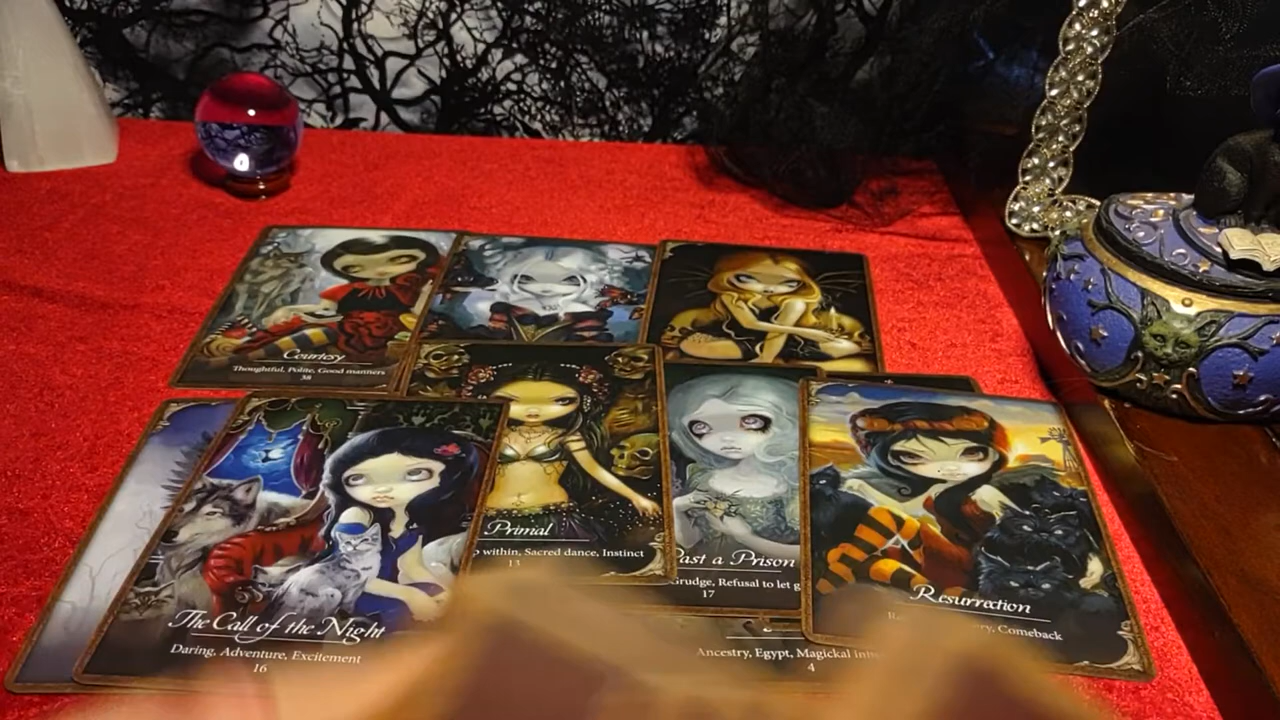 Courtesy
Thoughtful, Polite, Good manners
38
Primal
within, Sacred dance, Instinct
13
Past a Prison
Grudge, Refusal to let
17
Resurrection
Comeback
The Call of the Night
Daring, Adventure, Excitement
16
Ancestry, Egypt, Magickal
4